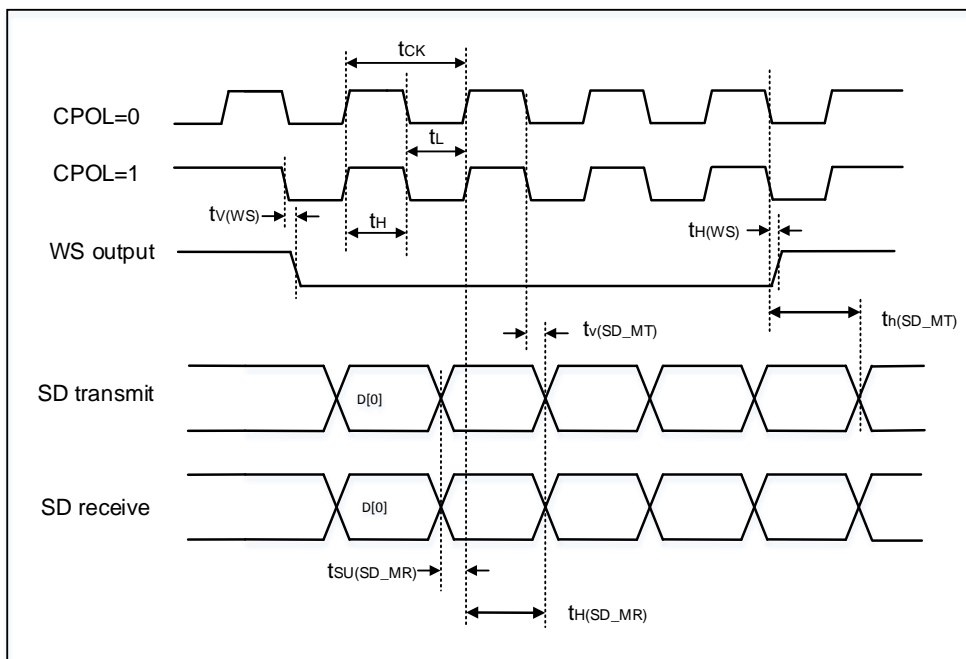 tCK
CPOL=0
tL
CPOL=1
tV(WS)
tH
tH(WS)
WS output
tv(SD_MT)
th(SD_MT)
SD transmit
D[0]
SD receive
D[0]
tSU(SD_MR)
tH(SD_MR)